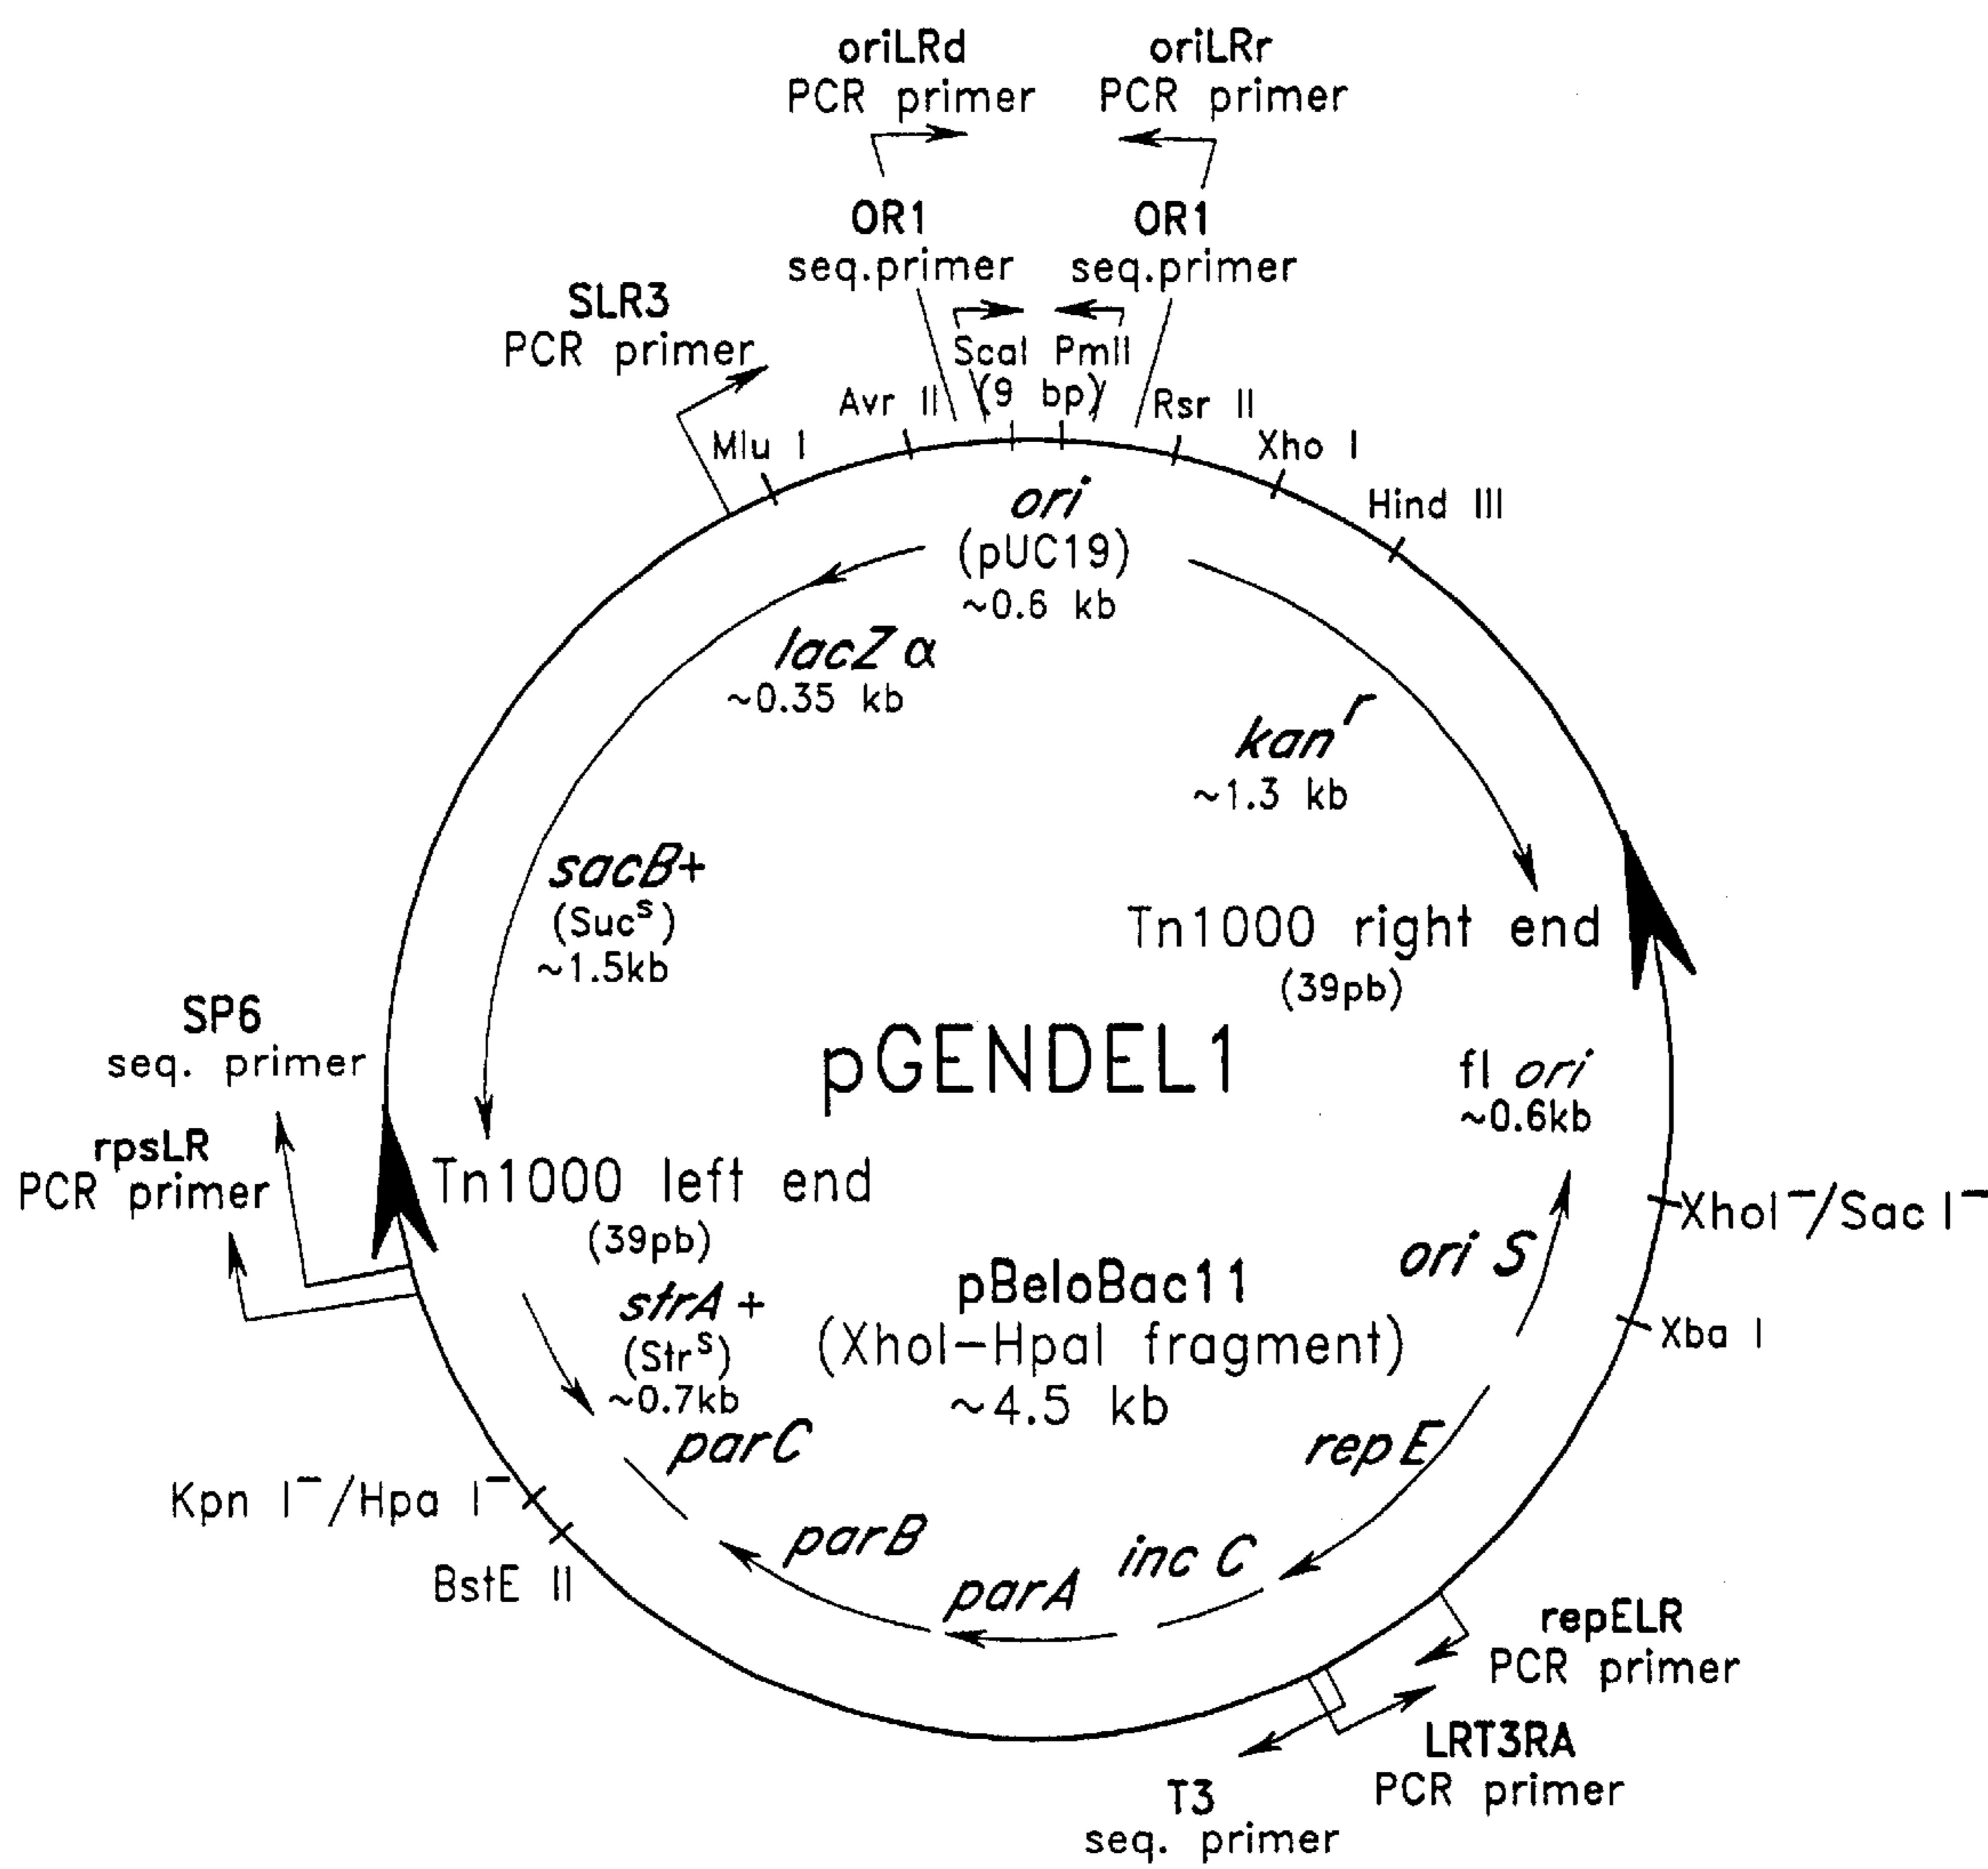 oriLRd
PCR primer
oriLRr
PCR primer
OR1
seq.primer
OR1
seq.primer
SLR3
PCR primer
ScaI PmlI
(9 bp)
Avr II
Rsr II
Mlu I
Xho I
Hind III
ori
(pUC19)
~0.6 kb
lacZ α
~0.35 kb
kan^r
~1.3 kb
sacB+
(Suc^s)
~1.5kb
Tn1000 right end
(39pb)
SP6
seq. primer
pGENDEL1
fl ori
~0.6kb
rpsLR
PCR primer
Tn1000 left end
(39pb)
XhoI⁻/Sac I⁻
ori S
strA +
(Str^s)
~0.7kb
pBeloBac11
(XhoI-HpaI fragment)
~4.5 kb
Xba I
parC
rep E
Kpn I⁻/Hpa I⁻
BstE II
parB
parA
inc C
repELR
PCR primer
LRT3RA
PCR primer
T3
seq. primer